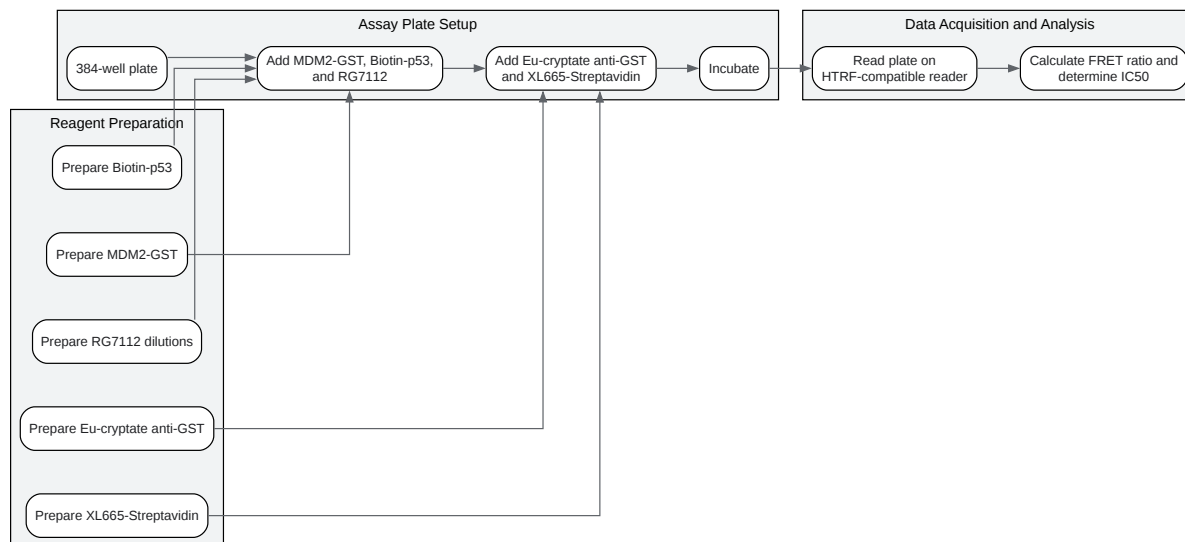 Assay Plate Setup
384-well plate
Add MDM2-GST, Biotin-p53,
and RG7112
Add Eu-cryptate anti-GST
and XL665-Streptavidin
Incubate
Data Acquisition and Analysis
Read plate on
HTRF-compatible reader
Calculate FRET ratio and
determine IC50
Reagent Preparation
Prepare Biotin-p53
Prepare MDM2-GST
Prepare RG7112 dilutions
Prepare Eu-cryptate anti-GST
Prepare XL665-Streptavidin